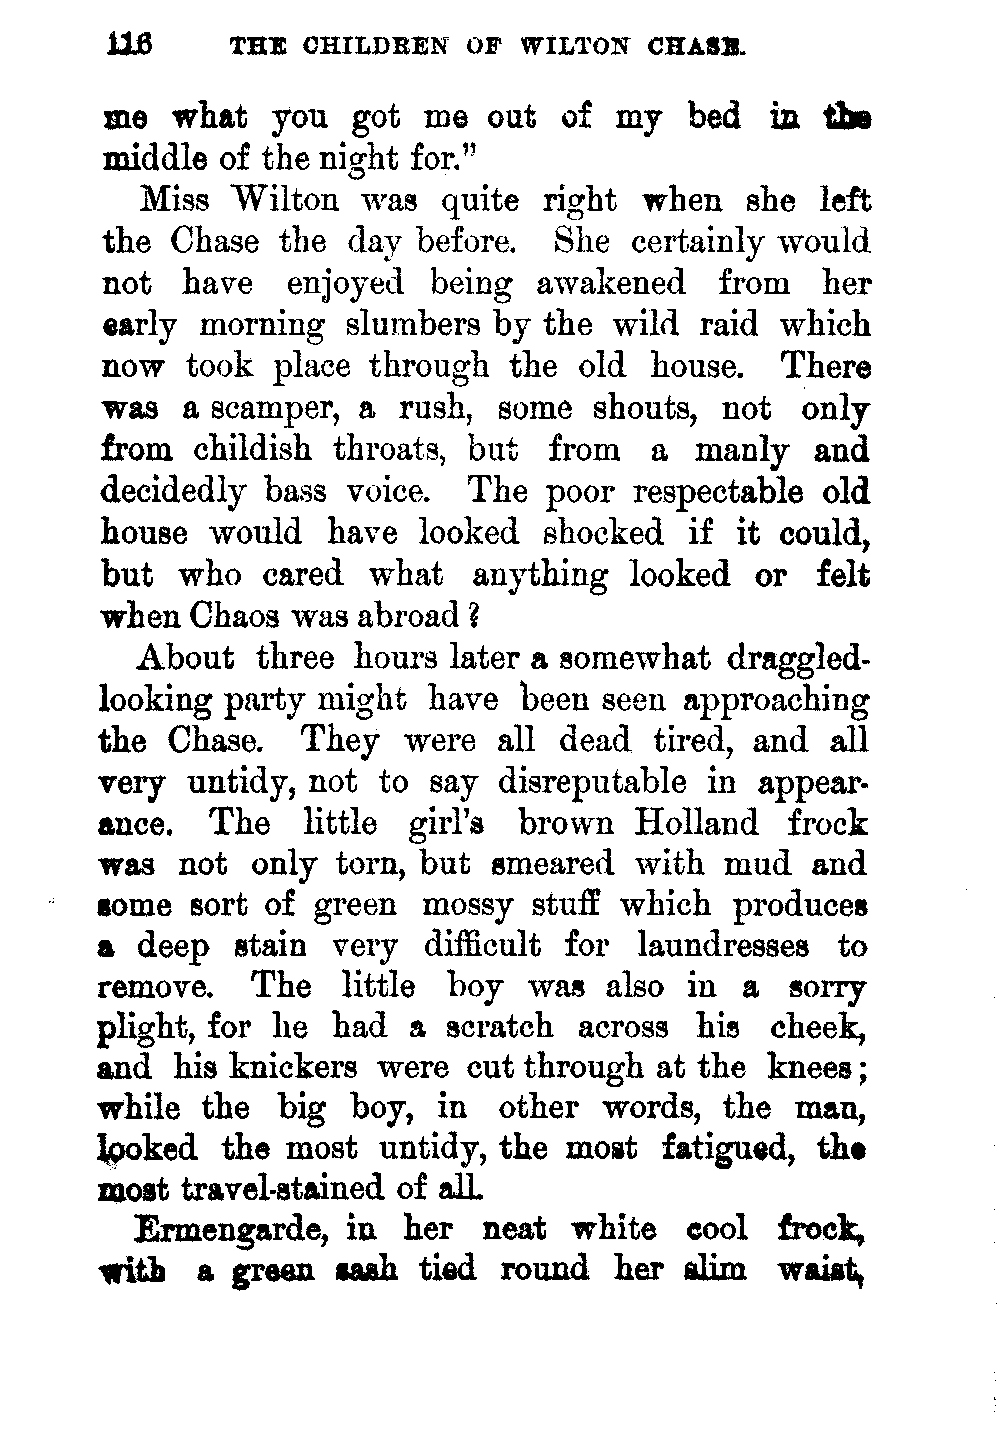 116 THE CHILDREN OF WILTON CHASE.
me what you got me out of my bed in the
middle of the night for."
Miss Wilton was quite right when she left
the Chase the day before. She certainly would
not have enjoyed being awakened from her
early morning slumbers by the wild raid which
now took place through the old house. There
was a scamper, a rush, some shouts, not only
from childish throats, but from a manly and
decidedly bass voice. The poor respectable old
house would have looked shocked if it could,
but who cared what anything looked or felt
when Chaos was abroad?
About three hours later a somewhat draggled-
looking party might have been seen approaching
the Chase. They were all dead tired, and all
very untidy, not to say disreputable in appear-
ance. The little girl's brown Holland frock
was not only torn, but smeared with mud and
some sort of green mossy stuff which produces
a deep stain very difficult for laundresses to
remove. The little boy was also in a sorry
plight, for he had a scratch across his cheek,
and his knickers were cut through at the knees;
while the big boy, in other words, the man,
looked the most untidy, the most fatigued, the
most travel-stained of all.
Ermengarde, in her neat white cool frock,
with a green sash tied round her slim waist,